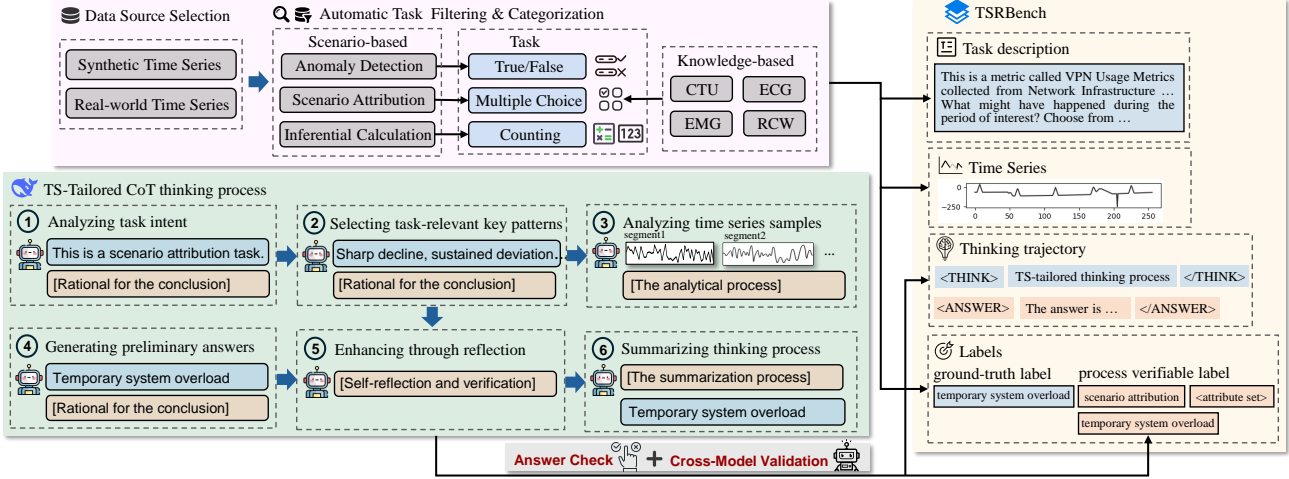 Data Source Selection
Synthetic Time Series
Real-world Time Series
Automatic Task Filtering & Categorization
Scenario-based
Anomaly Detection
Scenario Attribution
Inferential Calculation
Task
True/False
Multiple Choice
Counting
123
Knowledge-based
CTU
ECG
EMG
RCW
TS-Tailored CoT thinking process
1 Analyzing task intent
This is a scenario attribution task.
[Rational for the conclusion]
2 Selecting task-relevant key patterns
Sharp decline, sustained deviation..
[Rational for the conclusion]
3 Analyzing time series samples
segment1
segment2
...
[The analytical process]
4 Generating preliminary answers
Temporary system overload
[Rational for the conclusion]
5 Enhancing through reflection
[Self-reflection and verification]
6 Summarizing thinking process
[The summarization process]
Temporary system overload
Answer Check + Cross-Model Validation
TSRBench
Task description
This is a metric called VPN Usage Metrics
collected from Network Infrastructure ...
What might have happened during the
period of interest? Choose from ...
Time Series
0
−250
0 50 100 150 200 250
Thinking trajectory
<THINK> TS-tailored thinking process </THINK>
<ANSWER> The answer is ... </ANSWER>
Labels
ground-truth label
temporary system overload
process verifiable label
scenario attribution
<attribute set>
temporary system overload